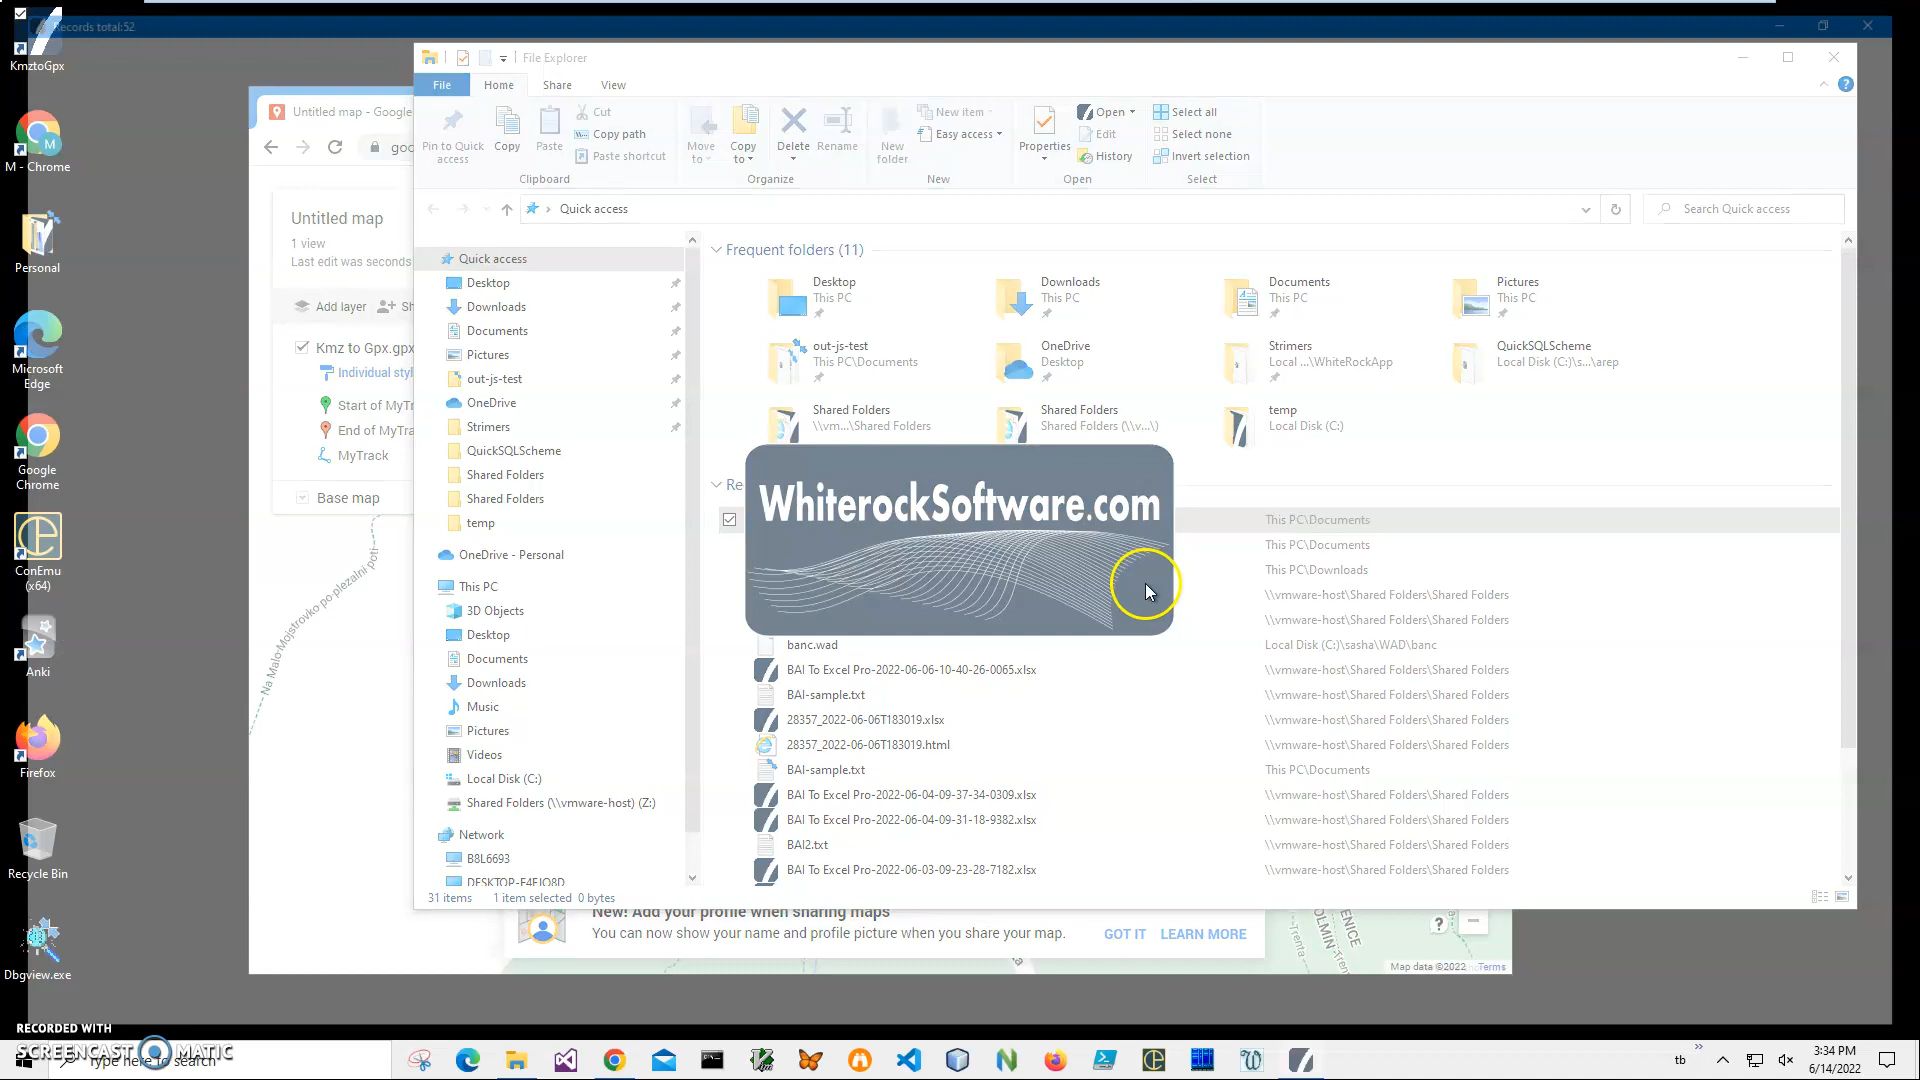 Records total:52
KmztoGpx
M - Chrome
Personal
Microsoft
Edge
Google
Chrome
ConEmu
(x64)
Anki
Firefox
Recycle Bin
Dbgview.exe
Untitled map - Google
goo
Untitled map
1 view
Last edit was seconds
Add layer
Sh
Kmz to Gpx.gpx
Individual styl
Start of MyTr
End of MyTra
MyTrack
Base map
Na Malo Mojstrovko po plezalni poti
File Explorer
File Home Share View
Pin to Quick
access
Copy
Paste
Cut
Copy path
Paste shortcut
Clipboard
Move
to
Copy
to
Delete
Rename
Organize
New
folder
New item
Easy access
New
Properties
Open
Edit
History
Open
Select all
Select none
Invert selection
Select
Quick access
Search Quick access
Quick access
Desktop
Downloads
Documents
Pictures
out-js-test
OneDrive
Strimers
QuickSQLScheme
Shared Folders
Shared Folders
temp
OneDrive - Personal
This PC
3D Objects
Desktop
Documents
Downloads
Music
Pictures
Videos
Local Disk (C:)
Shared Folders (\\vmware-host) (Z:)
Network
B8L6693
DESKTOP-F4FJO8D
Frequent folders (11)
Desktop
This PC
Downloads
This PC
Documents
This PC
Pictures
This PC
out-js-test
This PC\Documents
OneDrive
Desktop
Strimers
Local ...\WhiteRockApp
QuickSQLScheme
Local Disk (C:)\s...\arep
Shared Folders
\\vm...\Shared Folders
Shared Folders
Shared Folders (\\v...\)
temp
Local Disk (C:)
Re
WhiterockSoftware.com
This PC\Documents
This PC\Documents
This PC\Downloads
\\vmware-host\Shared Folders\Shared Folders
\\vmware-host\Shared Folders\Shared Folders
banc.wad Local Disk (C:)\sasha\WAD\banc
BAI To Excel Pro-2022-06-06-10-40-26-0065.xlsx \\vmware-host\Shared Folders\Shared Folders
BAI-sample.txt \\vmware-host\Shared Folders\Shared Folders
28357_2022-06-06T183019.xlsx \\vmware-host\Shared Folders\Shared Folders
28357_2022-06-06T183019.html \\vmware-host\Shared Folders\Shared Folders
BAI-sample.txt This PC\Documents
BAI To Excel Pro-2022-06-04-09-37-34-0309.xlsx \\vmware-host\Shared Folders\Shared Folders
BAI To Excel Pro-2022-06-04-09-31-18-9382.xlsx \\vmware-host\Shared Folders\Shared Folders
BAI2.txt \\vmware-host\Shared Folders\Shared Folders
BAI To Excel Pro-2022-06-03-09-23-28-7182.xlsx \\vmware-host\Shared Folders\Shared Folders
31 items 1 item selected 0 bytes
New! Add your profile when sharing maps
You can now show your name and profile picture when you share your map.
GOT IT LEARN MORE
Trenta
TOLMIN
Trenta
Map data ©2022 Terms
RECORDED WITH
SCREENCAST MATIC
Type here to search
tb
3:34 PM
6/14/2022